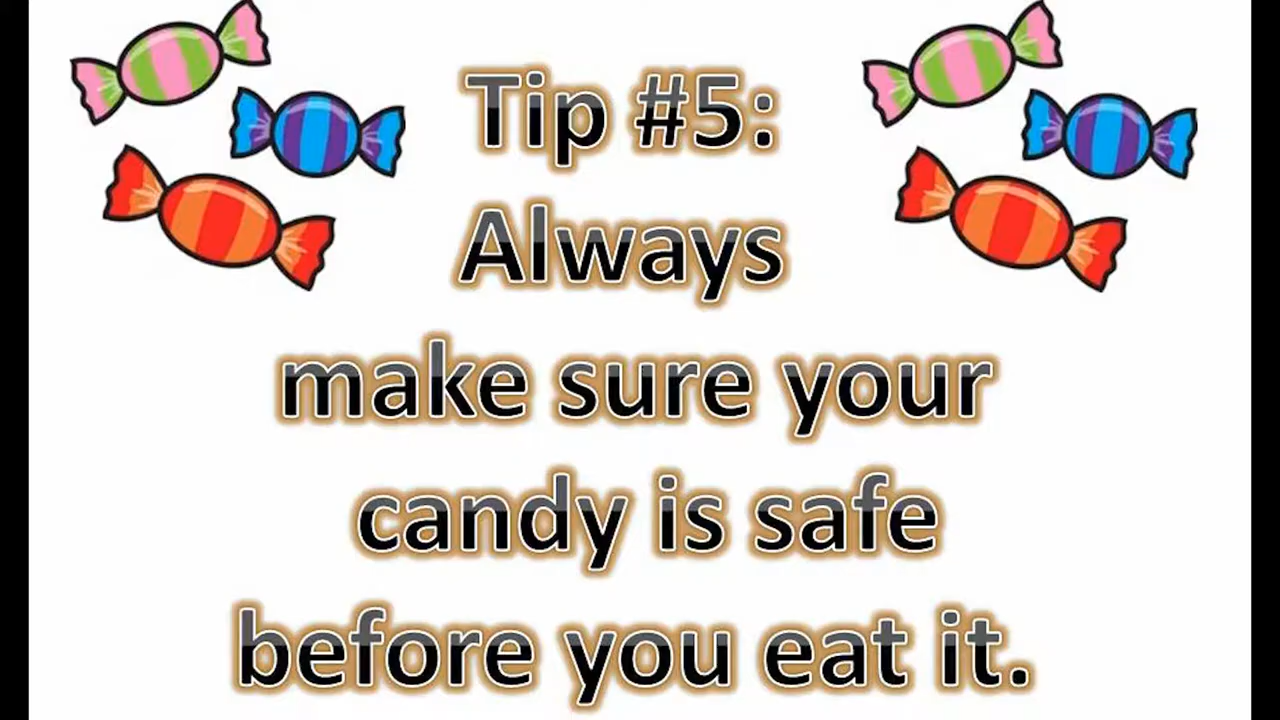 Tip #5:
Always
make sure your
candy is safe
before you eat it.